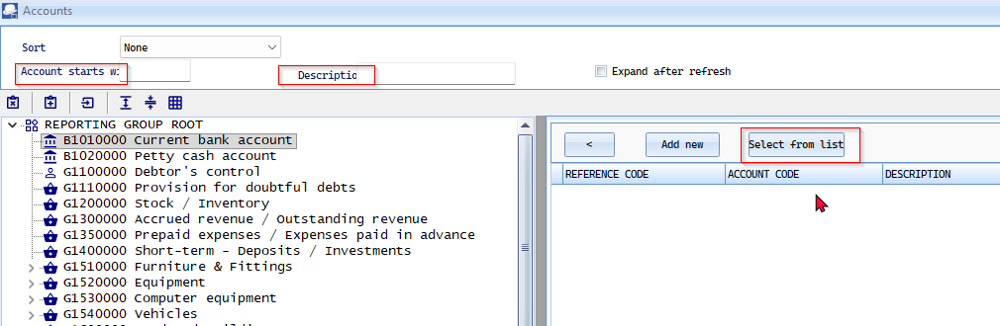 Accounts
Sort None
Account starts wi Descriptio Expand after refresh
REPORTING GROUP ROOT
B1010000 Current bank account
B1020000 Petty cash account
G1100000 Debtor's control
G1110000 Provision for doubtful debts
G1200000 Stock / Inventory
G1300000 Accrued revenue / Outstanding revenue
G1350000 Prepaid expenses / Expenses paid in advance
G1400000 Short-term - Deposits / Investments
G1510000 Furniture & Fittings
G1520000 Equipment
G1530000 Computer equipment
G1540000 Vehicles
< Add new Select from list
REFERENCE CODE ACCOUNT CODE DESCRIPTION